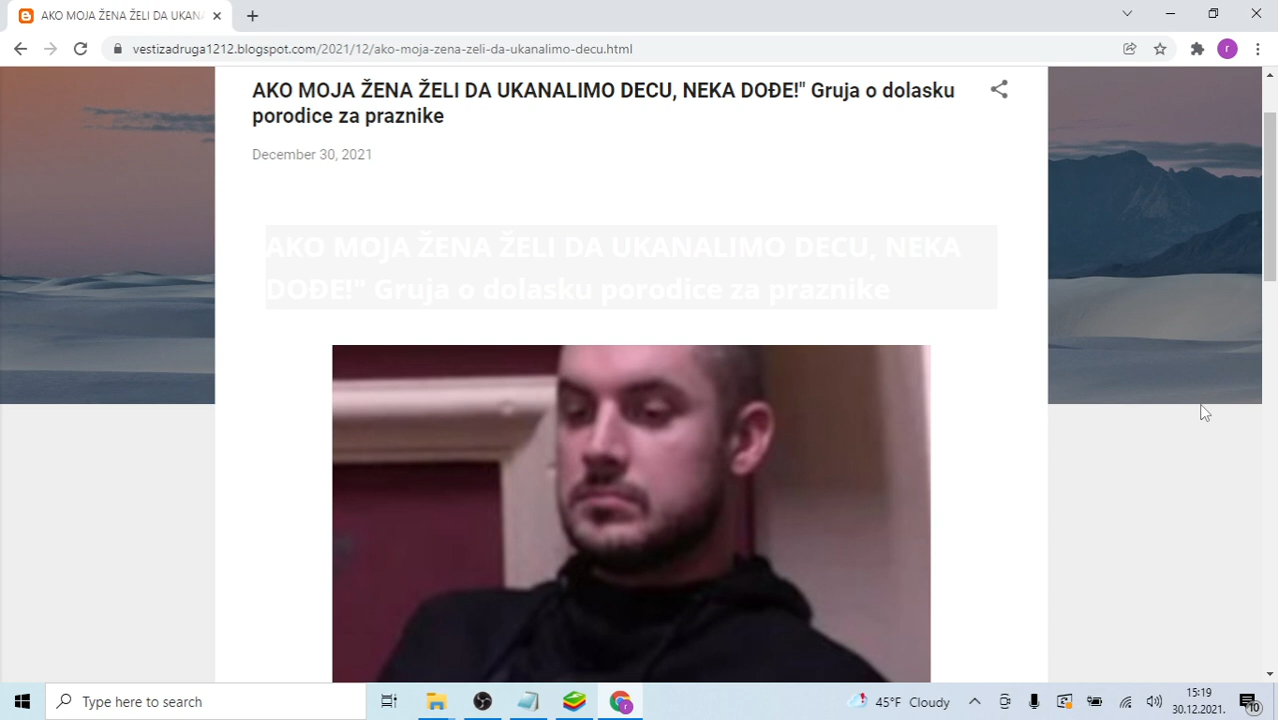 AKO MOJA ŽENA ŽELI DA UKANA
vestizadruga1212.blogspot.com/2021/12/ako-moja-zena-zeli-da-ukanalimo-decu.html
r
AKO MOJA ŽENA ŽELI DA UKANALIMO DECU, NEKA DOĐE!" Gruja o dolasku
porodice za praznike
December 30, 2021
AKO MOJA ŽENA ŽELI DA UKANALIMO DECU, NEKA
DOĐE!" Gruja o dolasku porodice za praznike
Type here to search
r
45°F Cloudy
15:19
30.12.2021.
10